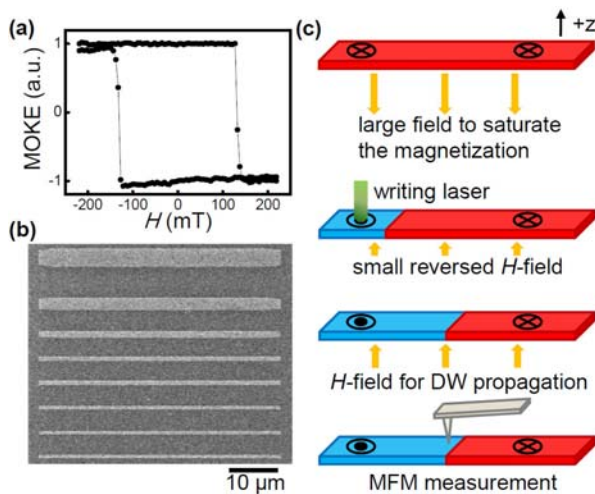 (a)
MOKE (a.u.)
1
0
-1
-200 -100 0 100 200
H (mT)
(b)
10 μm
(c)
+z
large field to saturate
the magnetization
writing laser
small reversed H-field
H-field for DW propagation
MFM measurement